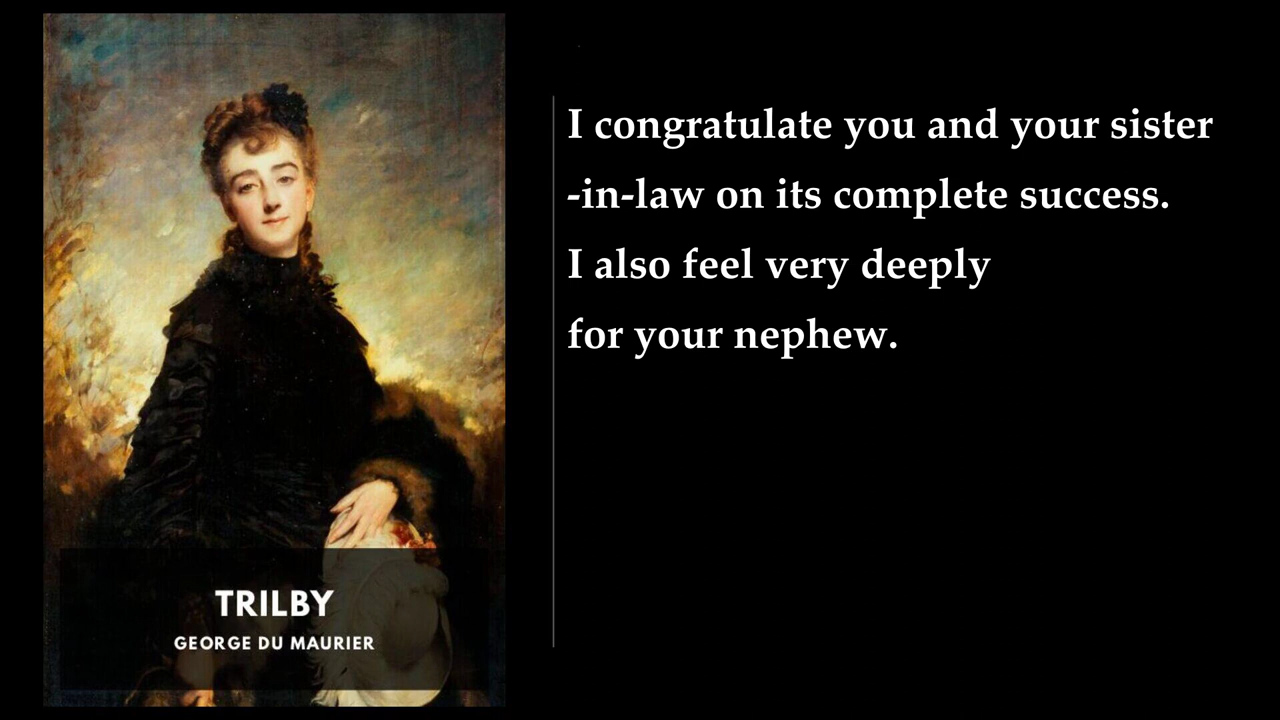 TRILBY
GEORGE DU MAURIER
I congratulate you and your sister
-in-law on its complete success.
I also feel very deeply
for your nephew.